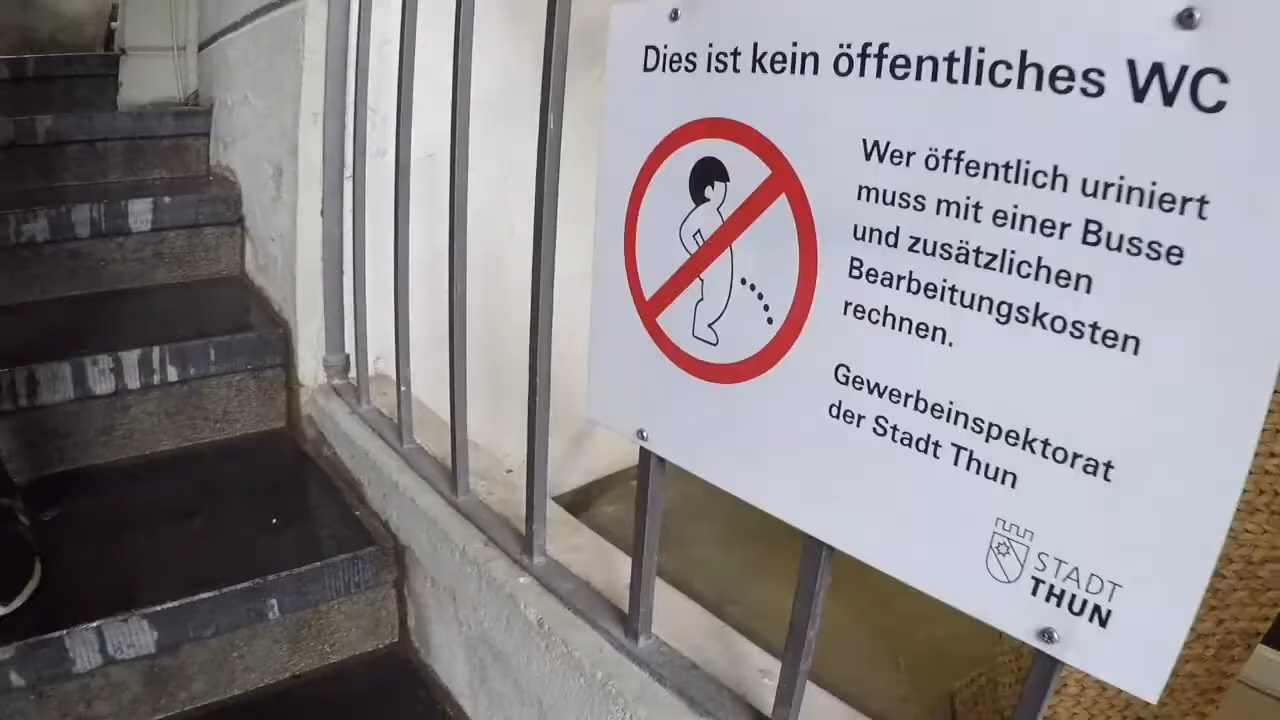 Dies ist kein öffentliches WC
Wer öffentlich uriniert
muss mit einer Busse
und zusätzlichen
Bearbeitungskosten
rechnen.
Gewerbeinspektorat
der Stadt Thun
STADT
THUN